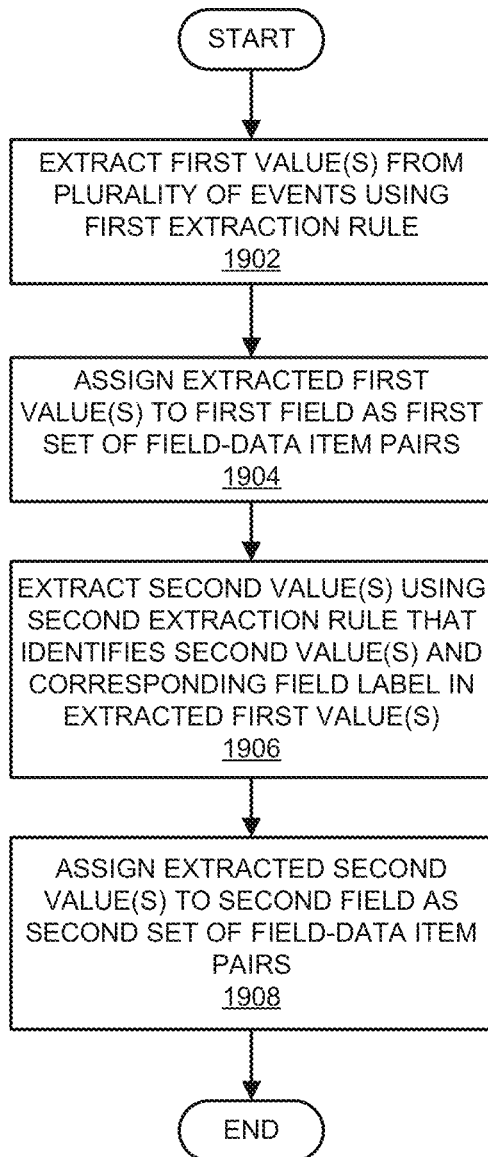 START
EXTRACT FIRST VALUE(S) FROM
PLURALITY OF EVENTS USING
FIRST EXTRACTION RULE
1902
ASSIGN EXTRACTED FIRST
VALUE(S) TO FIRST FIELD AS FIRST
SET OF FIELD-DATA ITEM PAIRS
1904
EXTRACT SECOND VALUE(S) USING
SECOND EXTRACTION RULE THAT
IDENTIFIES SECOND VALUE(S) AND
CORRESPONDING FIELD LABEL IN
EXTRACTED FIRST VALUE(S)
1906
ASSIGN EXTRACTED SECOND
VALUE(S) TO SECOND FIELD AS
SECOND SET OF FIELD-DATA ITEM
PAIRS
1908
END